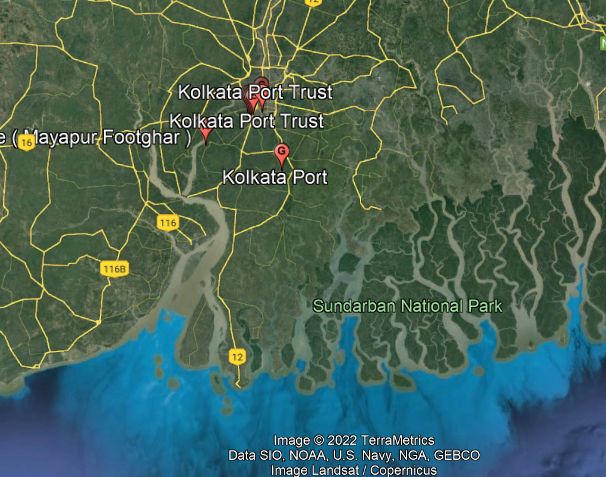 12
Kolkata Port Trust
G
Kolkata Port Trust
e ( Mayapur Footghar )
16
G
Kolkata Port
116
116B
Sundarban National Park
12
Image © 2022 TerraMetrics
Data SIO, NOAA, U.S. Navy, NGA, GEBCO
Image Landsat / Copernicus